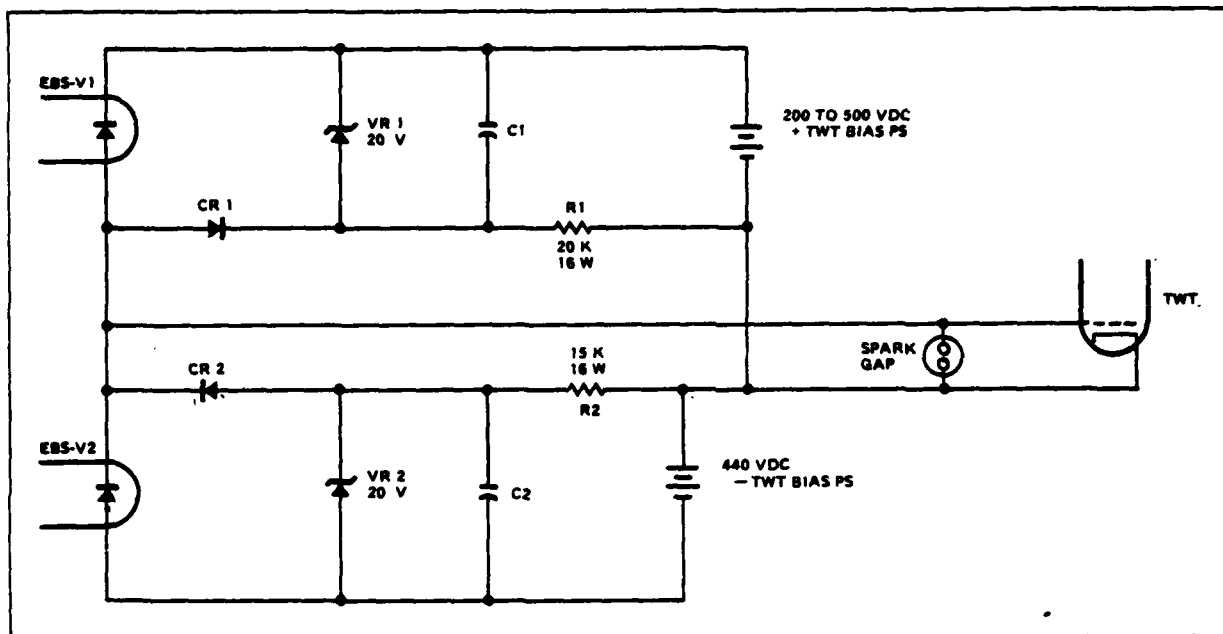 EBS-V1
VR 1
20 V
C1
200 TO 500 VDC
+ TWT BIAS PS
CR 1
R1
20 K
16 W
TWT
SPARK
GAP
CR 2
15 K
16 W
R2
EBS-V2
VR 2
20 V
C2
440 VDC
− TWT BIAS PS